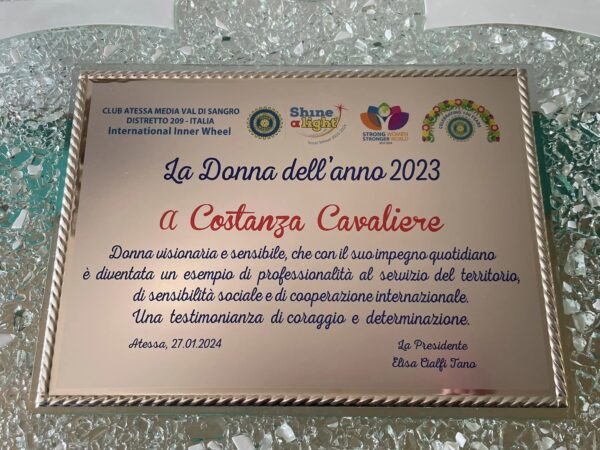 CLUB ATESSA MEDIA VAL DI SANGRO
DISTRETTO 209 - ITALIA
International Inner Wheel
Shine
a light
STRONG WOMEN
STRONGER WORLD
La Donna dell'anno 2023
a Costanza Cavaliere
Donna visionaria e sensibile, che con il suo impegno quotidiano
è diventata un esempio di professionalità al servizio del territorio,
di sensibilità sociale e di cooperazione internazionale.
Una testimonianza di coraggio e determinazione.
Atessa, 27.01.2024
La Presidente
Elisa Cialfi Tano